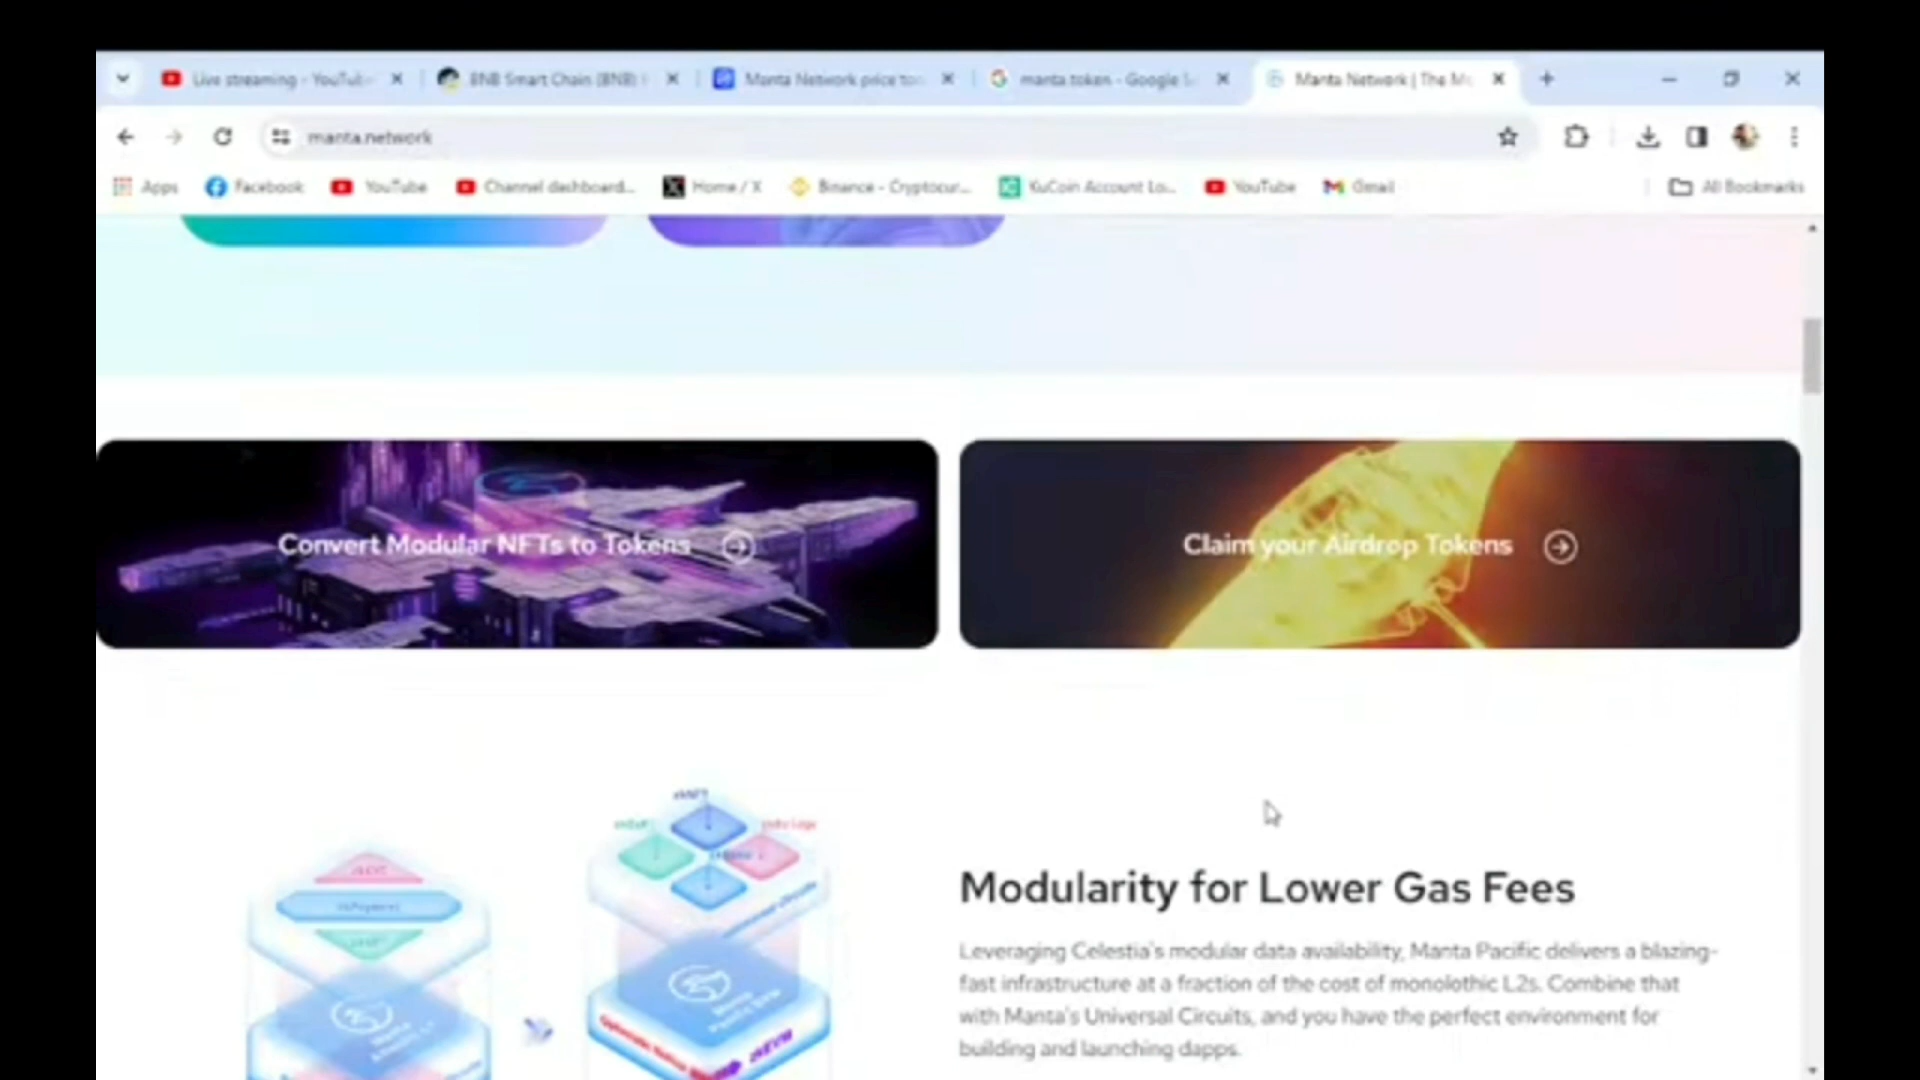 Live streaming - YouTub
BNB Smart Chain (BNB)
Manta Network price to
manta token - Google S
Manta Network | The Mo
manta.network
Apps
Facebook
YouTube
Channel dashboard...
Home / X
Binance - Cryptocur...
KuCoin Account Lo...
YouTube
Gmail
All Bookmarks
Convert Modular NFTs to Tokens
Claim your Airdrop Tokens
Modularity for Lower Gas Fees
Leveraging Celestia's modular data availability, Manta Pacific delivers a blazing-
fast infrastructure at a fraction of the cost of monolothic L2s. Combine that
with Manta's Universal Circuits, and you have the perfect environment for
building and launching dapps.